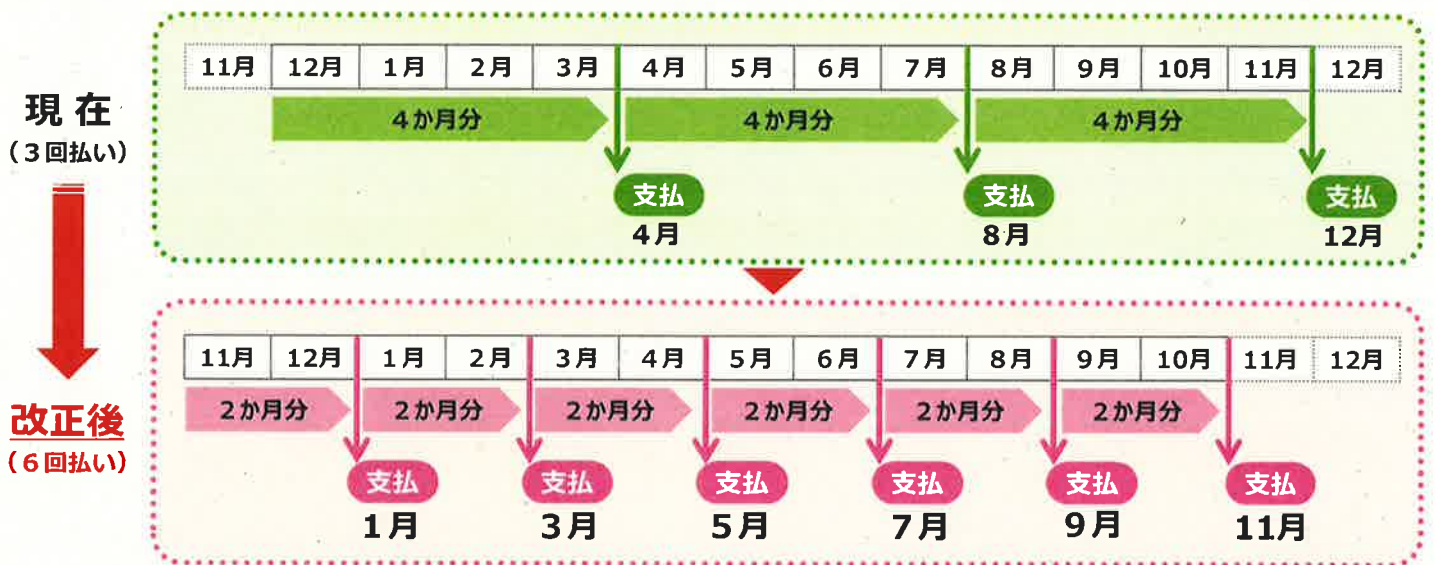 11月 12月 1月 2月 3月 4月 5月 6月 7月 8月 9月 10月 11月 12月
現在
(3回払い)
4か月分 4か月分 4か月分
支払 支払 支払
4月 8月 12月
11月 12月 1月 2月 3月 4月 5月 6月 7月 8月 9月 10月 11月 12月
改正後
(6回払い)
2か月分 2か月分 2か月分 2か月分 2か月分 2か月分
支払 支払 支払 支払 支払 支払
1月 3月 5月 7月 9月 11月